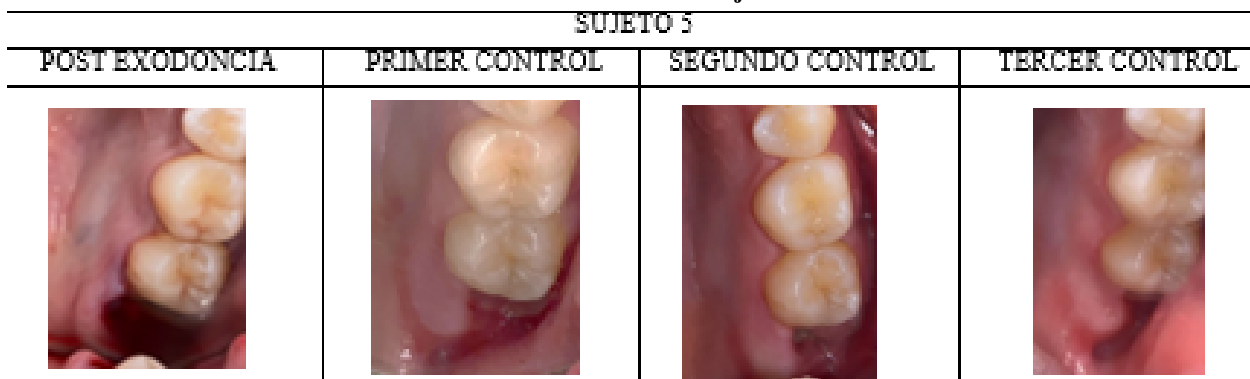 SUJETO 5
POST EXODONCIA PRIMER CONTROL SEGUNDO CONTROL TERCER CONTROL